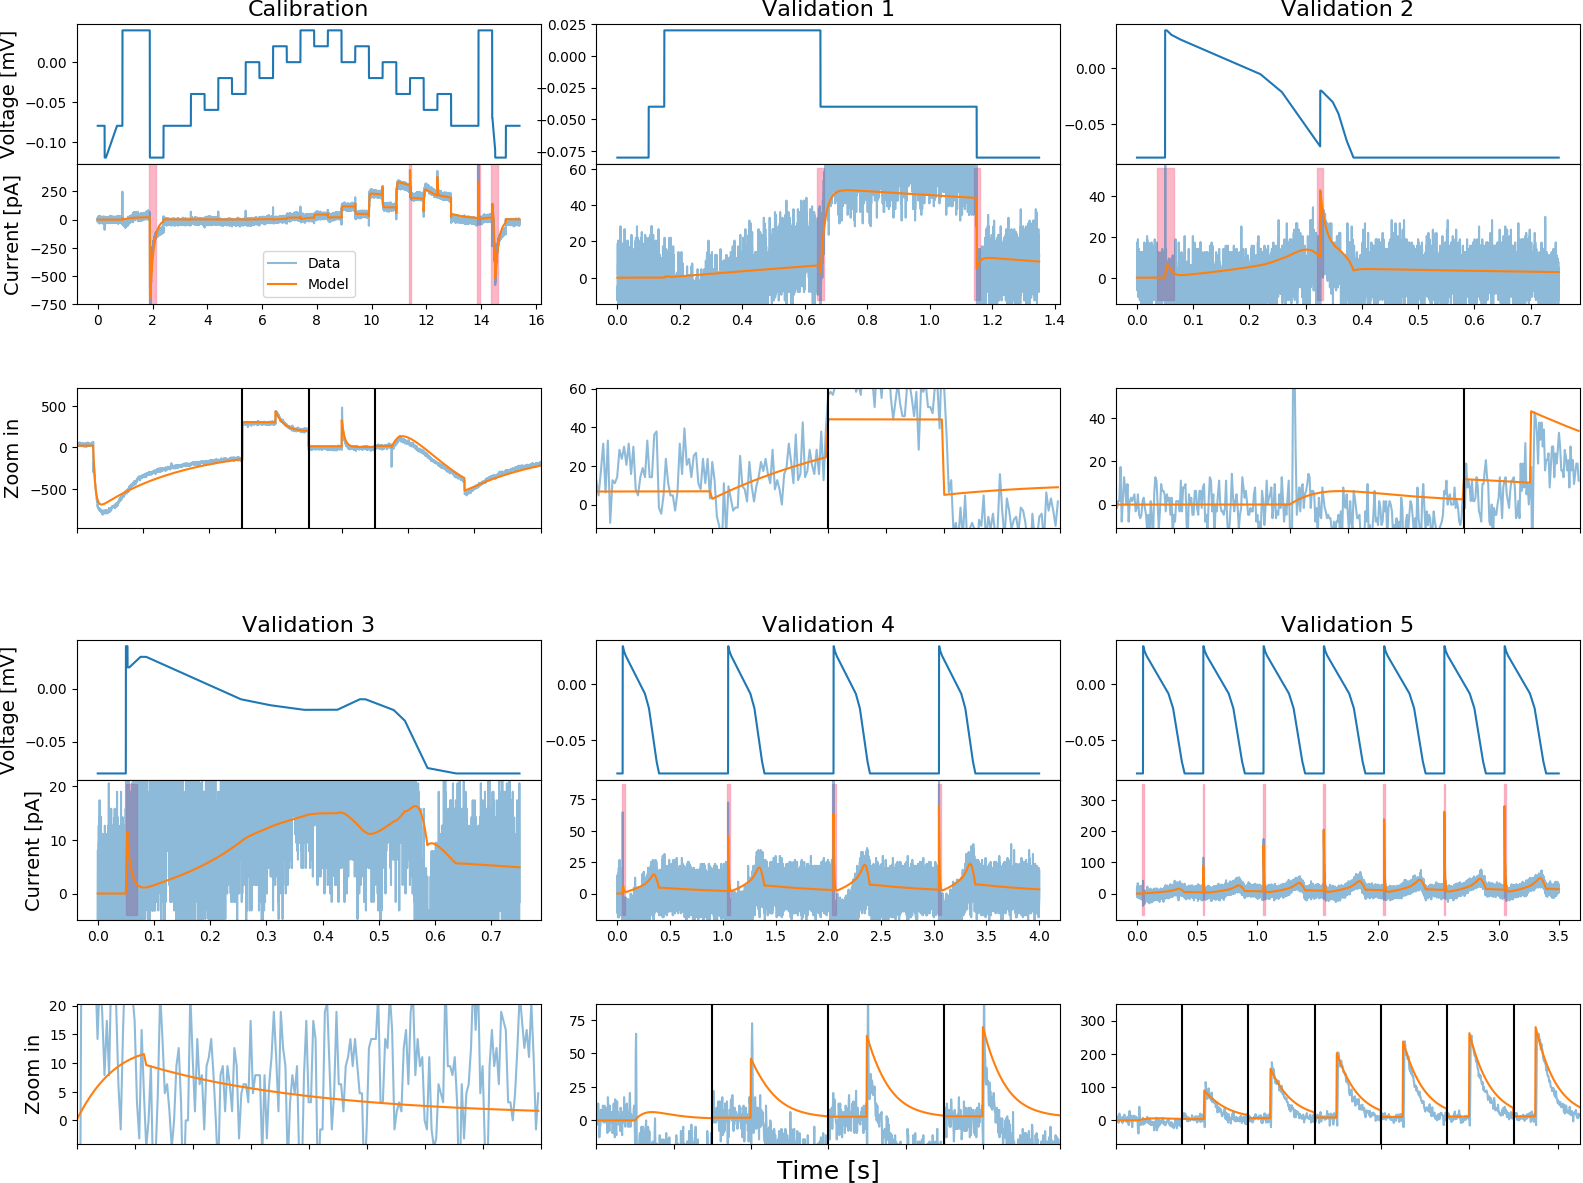 Calibration
Validation 1
Validation 2
Voltage [mV]
0.00
−0.05
−0.10
0.025
0.000
−0.025
−0.050
−0.075
0.00
−0.05
Current [pA]
250
0
−250
−500
−750
Data
Model
0 2 4 6 8 10 12 14 16
60
40
20
0
0.0 0.2 0.4 0.6 0.8 1.0 1.2 1.4
40
20
0
0.0 0.1 0.2 0.3 0.4 0.5 0.6 0.7
Zoom in
500
0
−500
60
40
20
0
40
20
0
Validation 3
Validation 4
Validation 5
Voltage [mV]
0.00
−0.05
0.00
−0.05
0.00
−0.05
Current [pA]
20
10
0
0.0 0.1 0.2 0.3 0.4 0.5 0.6 0.7
75
50
25
0
0.0 0.5 1.0 1.5 2.0 2.5 3.0 3.5 4.0
300
200
100
0
0.0 0.5 1.0 1.5 2.0 2.5 3.0 3.5
Zoom in
20
15
10
5
0
75
50
25
0
300
200
100
0
Time [s]